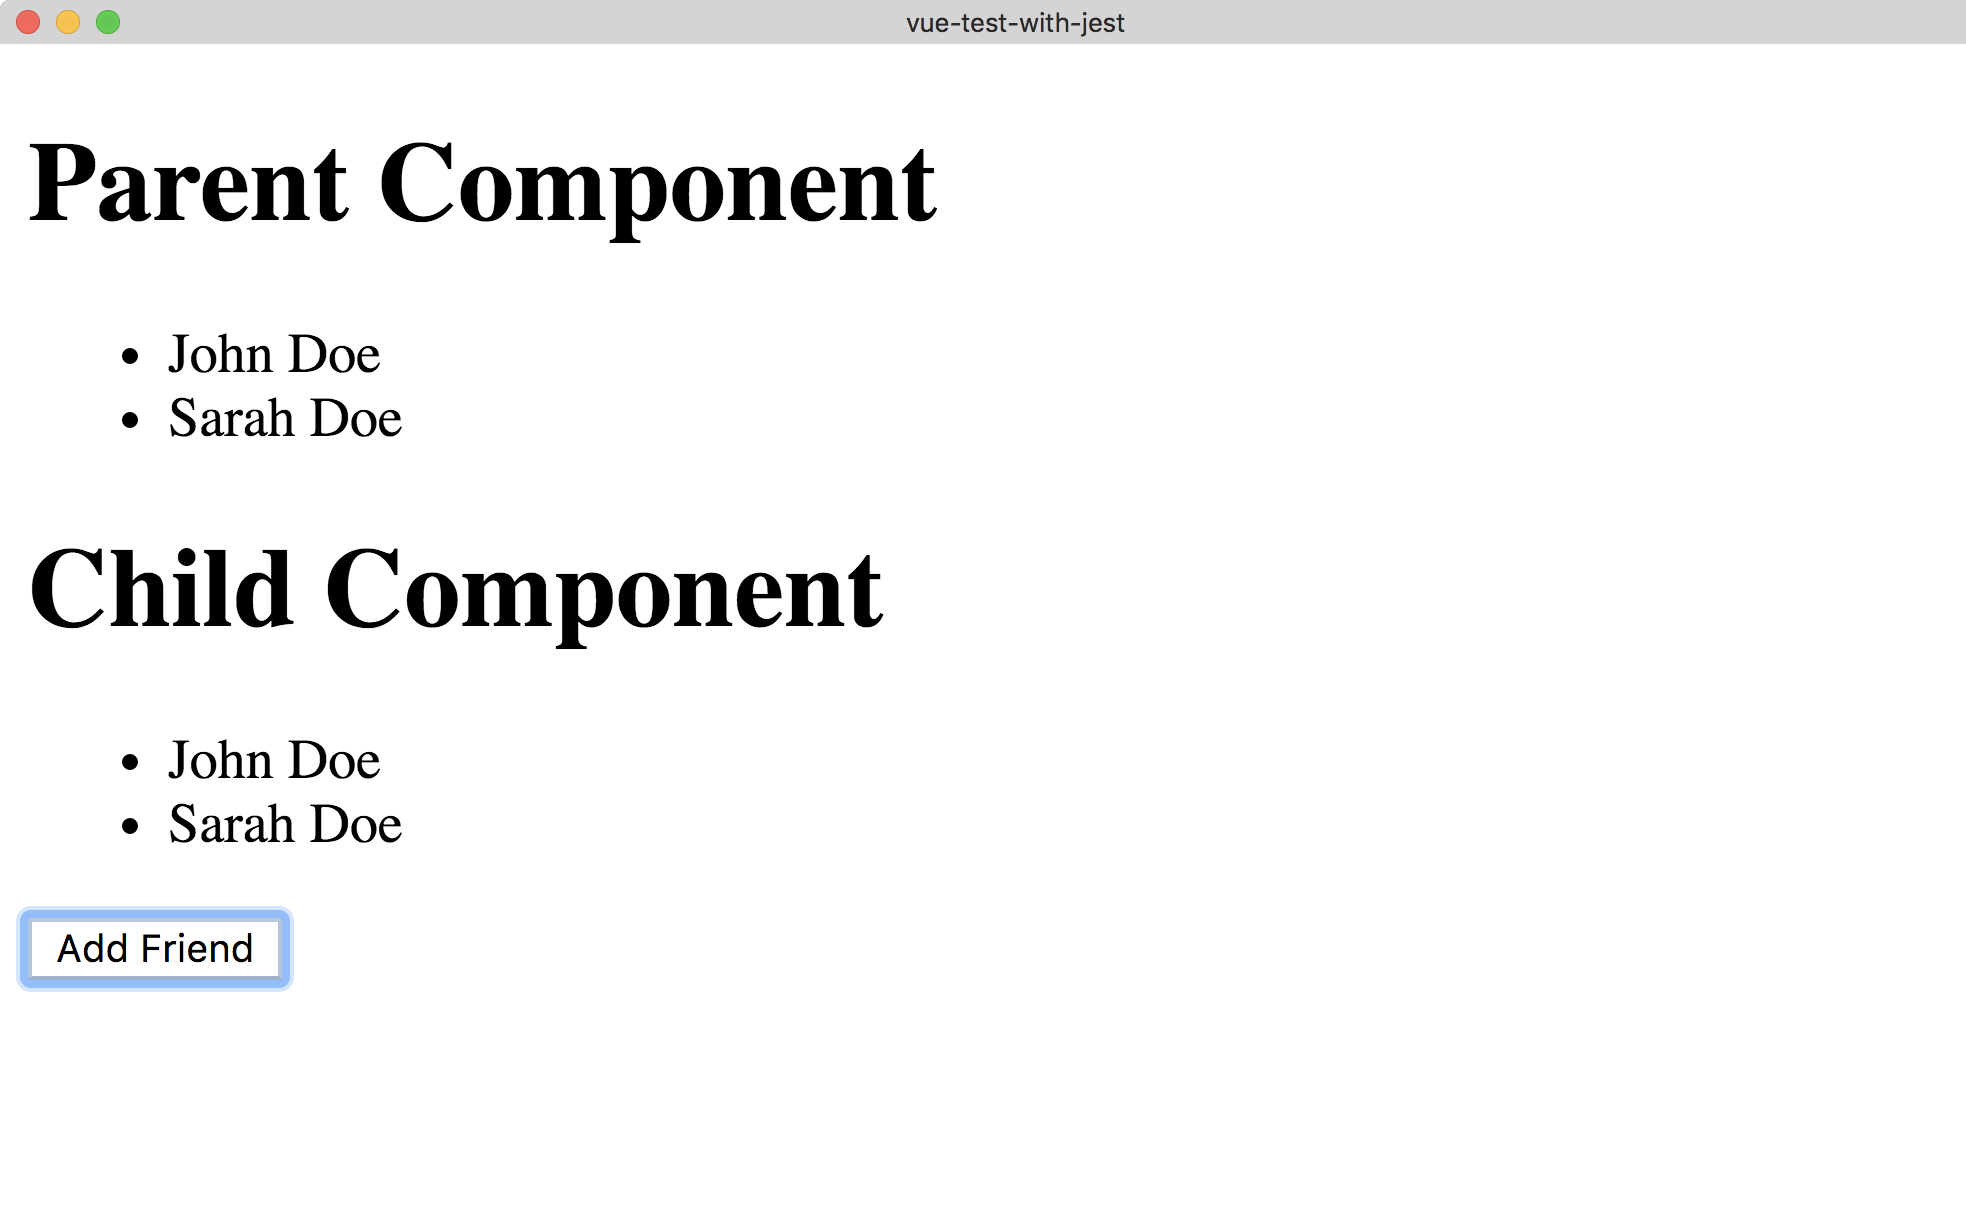 vue-test-with-jest
Parent Component
• John Doe
• Sarah Doe
Child Component
• John Doe
• Sarah Doe
Add Friend